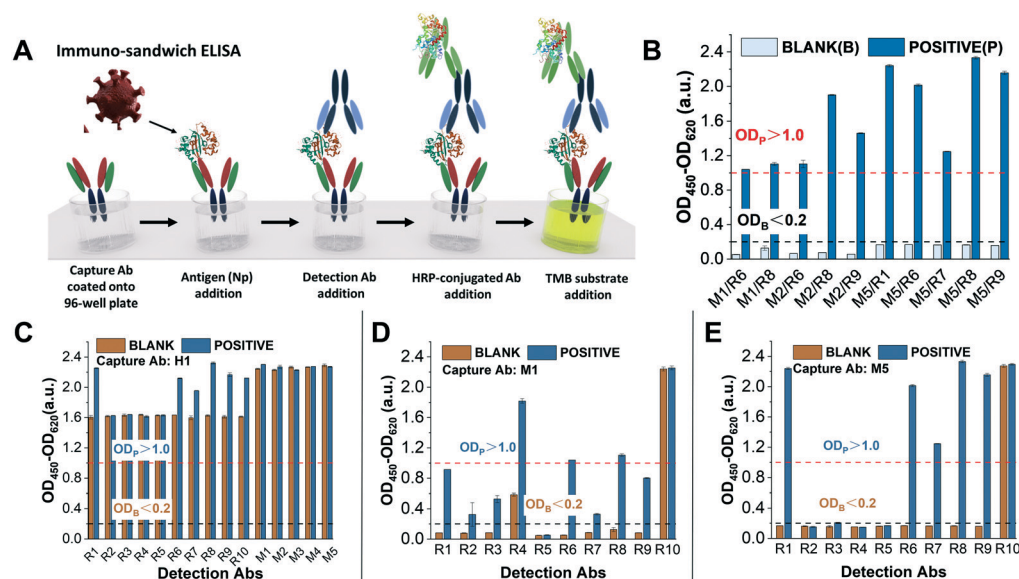 A
Immuno-sandwich ELISA
Capture Ab
coated onto
96-well plate
Antigen (Np)
addition
Detection Ab
addition
HRP-conjugated Ab
addition
TMB substrate
addition
B
BLANK(B) POSITIVE(P)
OD450-OD620 (a.u.)
2.4
2.0
1.6
1.2
0.8
0.4
0.0
ODP>1.0
ODB<0.2
M1/R6 M1/R8 M2/R6 M2/R8 M2/R9 M5/R1 M5/R6 M5/R7 M5/R8 M5/R9
C
BLANK POSITIVE
Capture Ab: H1
OD450-OD620(a.u.)
2.4
2.0
1.6
1.2
0.8
0.4
0.0
ODP>1.0
ODB<0.2
R1 R2 R3 R4 R5 R6 R7 R8 R9 R10 M1 M2 M3 M4 M5
Detection Abs
D
BLANK POSITIVE
Capture Ab: M1
OD450-OD620 (a.u.)
2.4
2.0
1.6
1.2
0.8
0.4
0.0
ODP>1.0
ODB<0.2
R1 R2 R3 R4 R5 R6 R7 R8 R9 R10
Detection Abs
E
BLANK POSITIVE
Capture Ab: M5
OD450-OD620 (a.u.)
2.4
2.0
1.6
1.2
0.8
0.4
0.0
ODP>1.0
ODB<0.2
R1 R2 R3 R4 R5 R6 R7 R8 R9 R10
Detection Abs